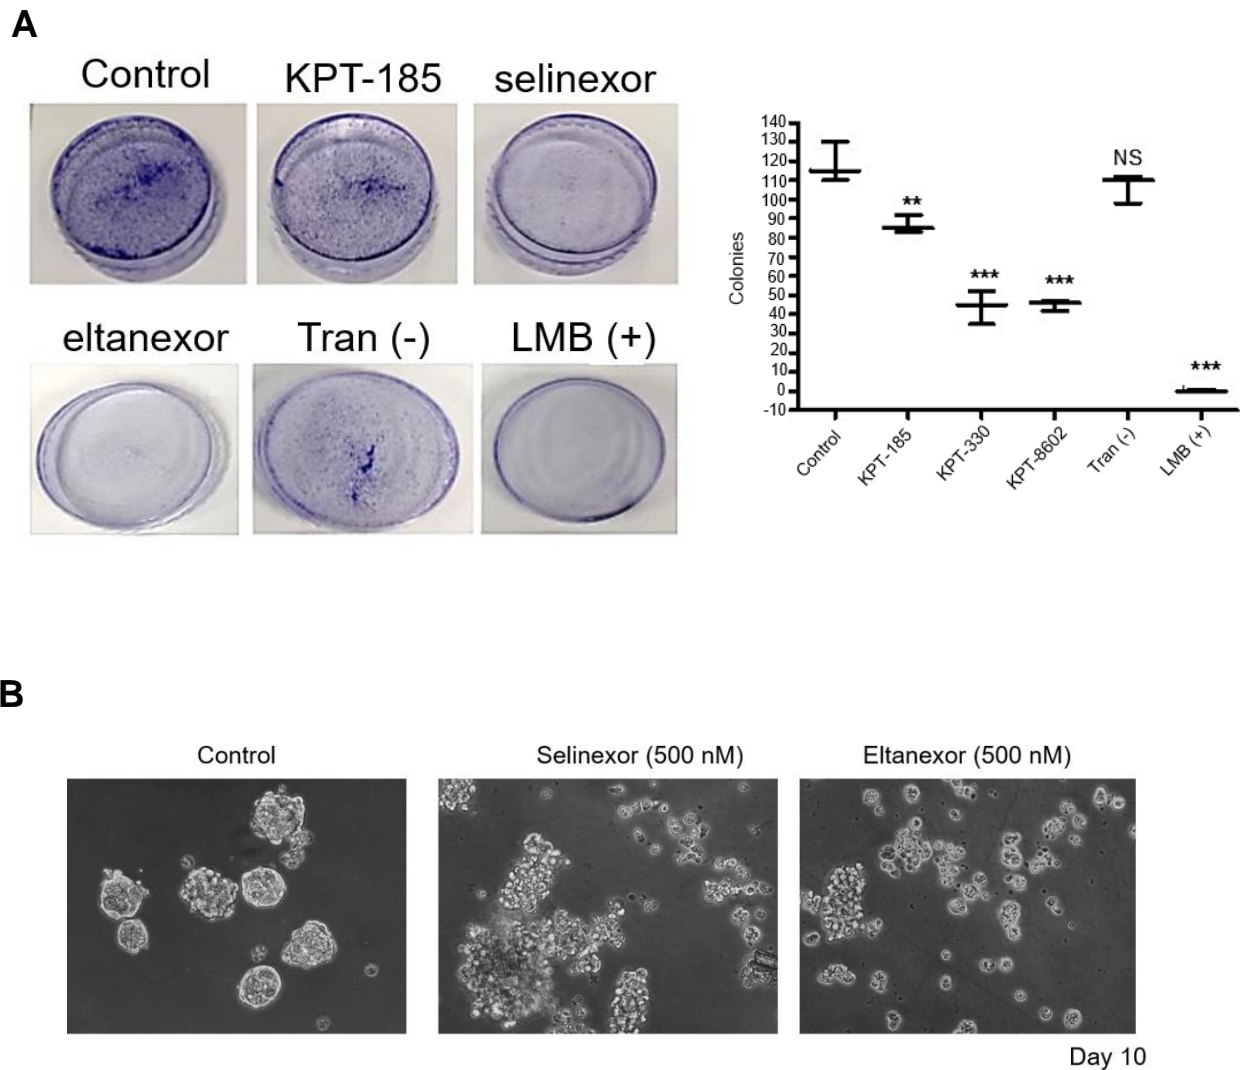 A
Control KPT-185 selinexor
eltanexor Tran (-) LMB (+)
Colonies
140
130
120
110
100
90
80
70
60
50
40
30
20
10
0
-10
**
***
***
NS
***
Control KPT-185 KPT-330 KPT-8602 Tran (-) LMB (+)
B
Control Selinexor (500 nM) Eltanexor (500 nM)
Day 10